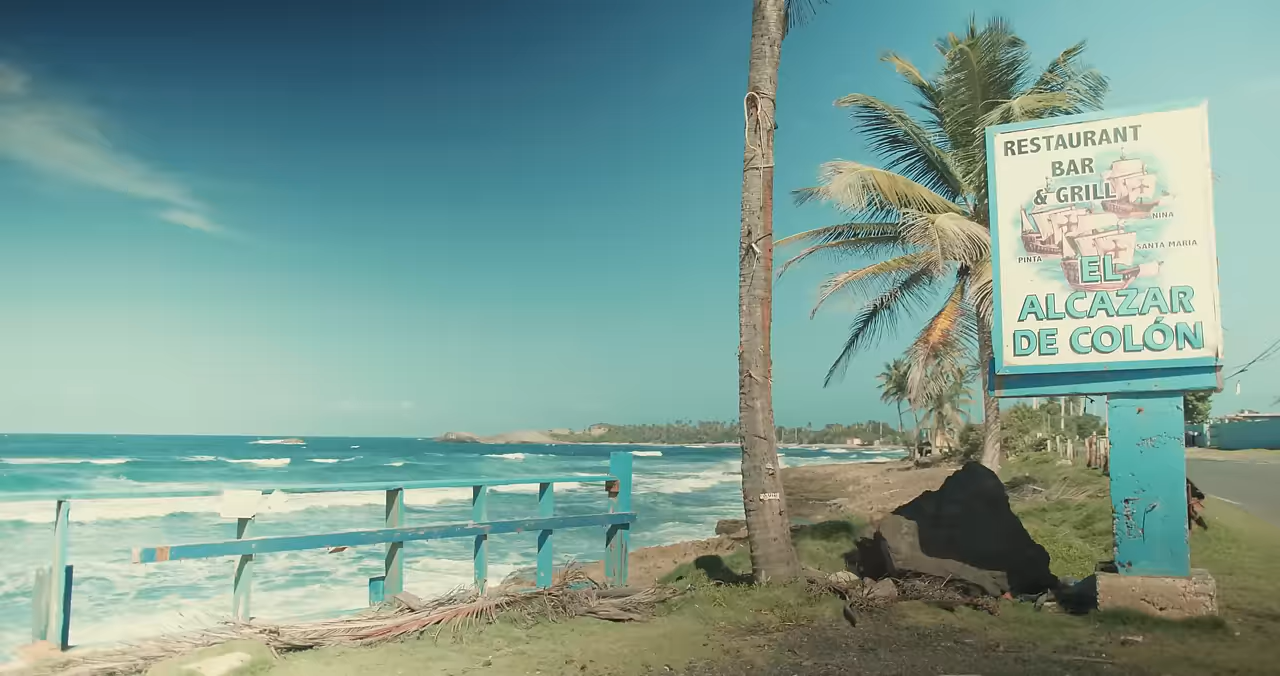 RESTAURANT
BAR
& GRILL
NINA
SANTA MARIA
PINTA
EL
ALCAZAR
DE COLÓN